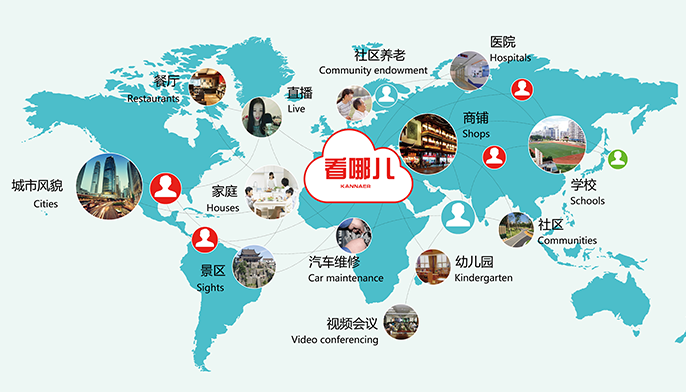 医院
Hospitals
社区养老
Community endowment
餐厅
Restaurants
直播
Live
商铺
Shops
看哪儿
KANNAER
城市风貌
Cities
家庭
Houses
学校
Schools
社区
Communities
景区
Sights
汽车维修
Car maintenance
幼儿园
Kindergarten
视频会议
Video conferencing